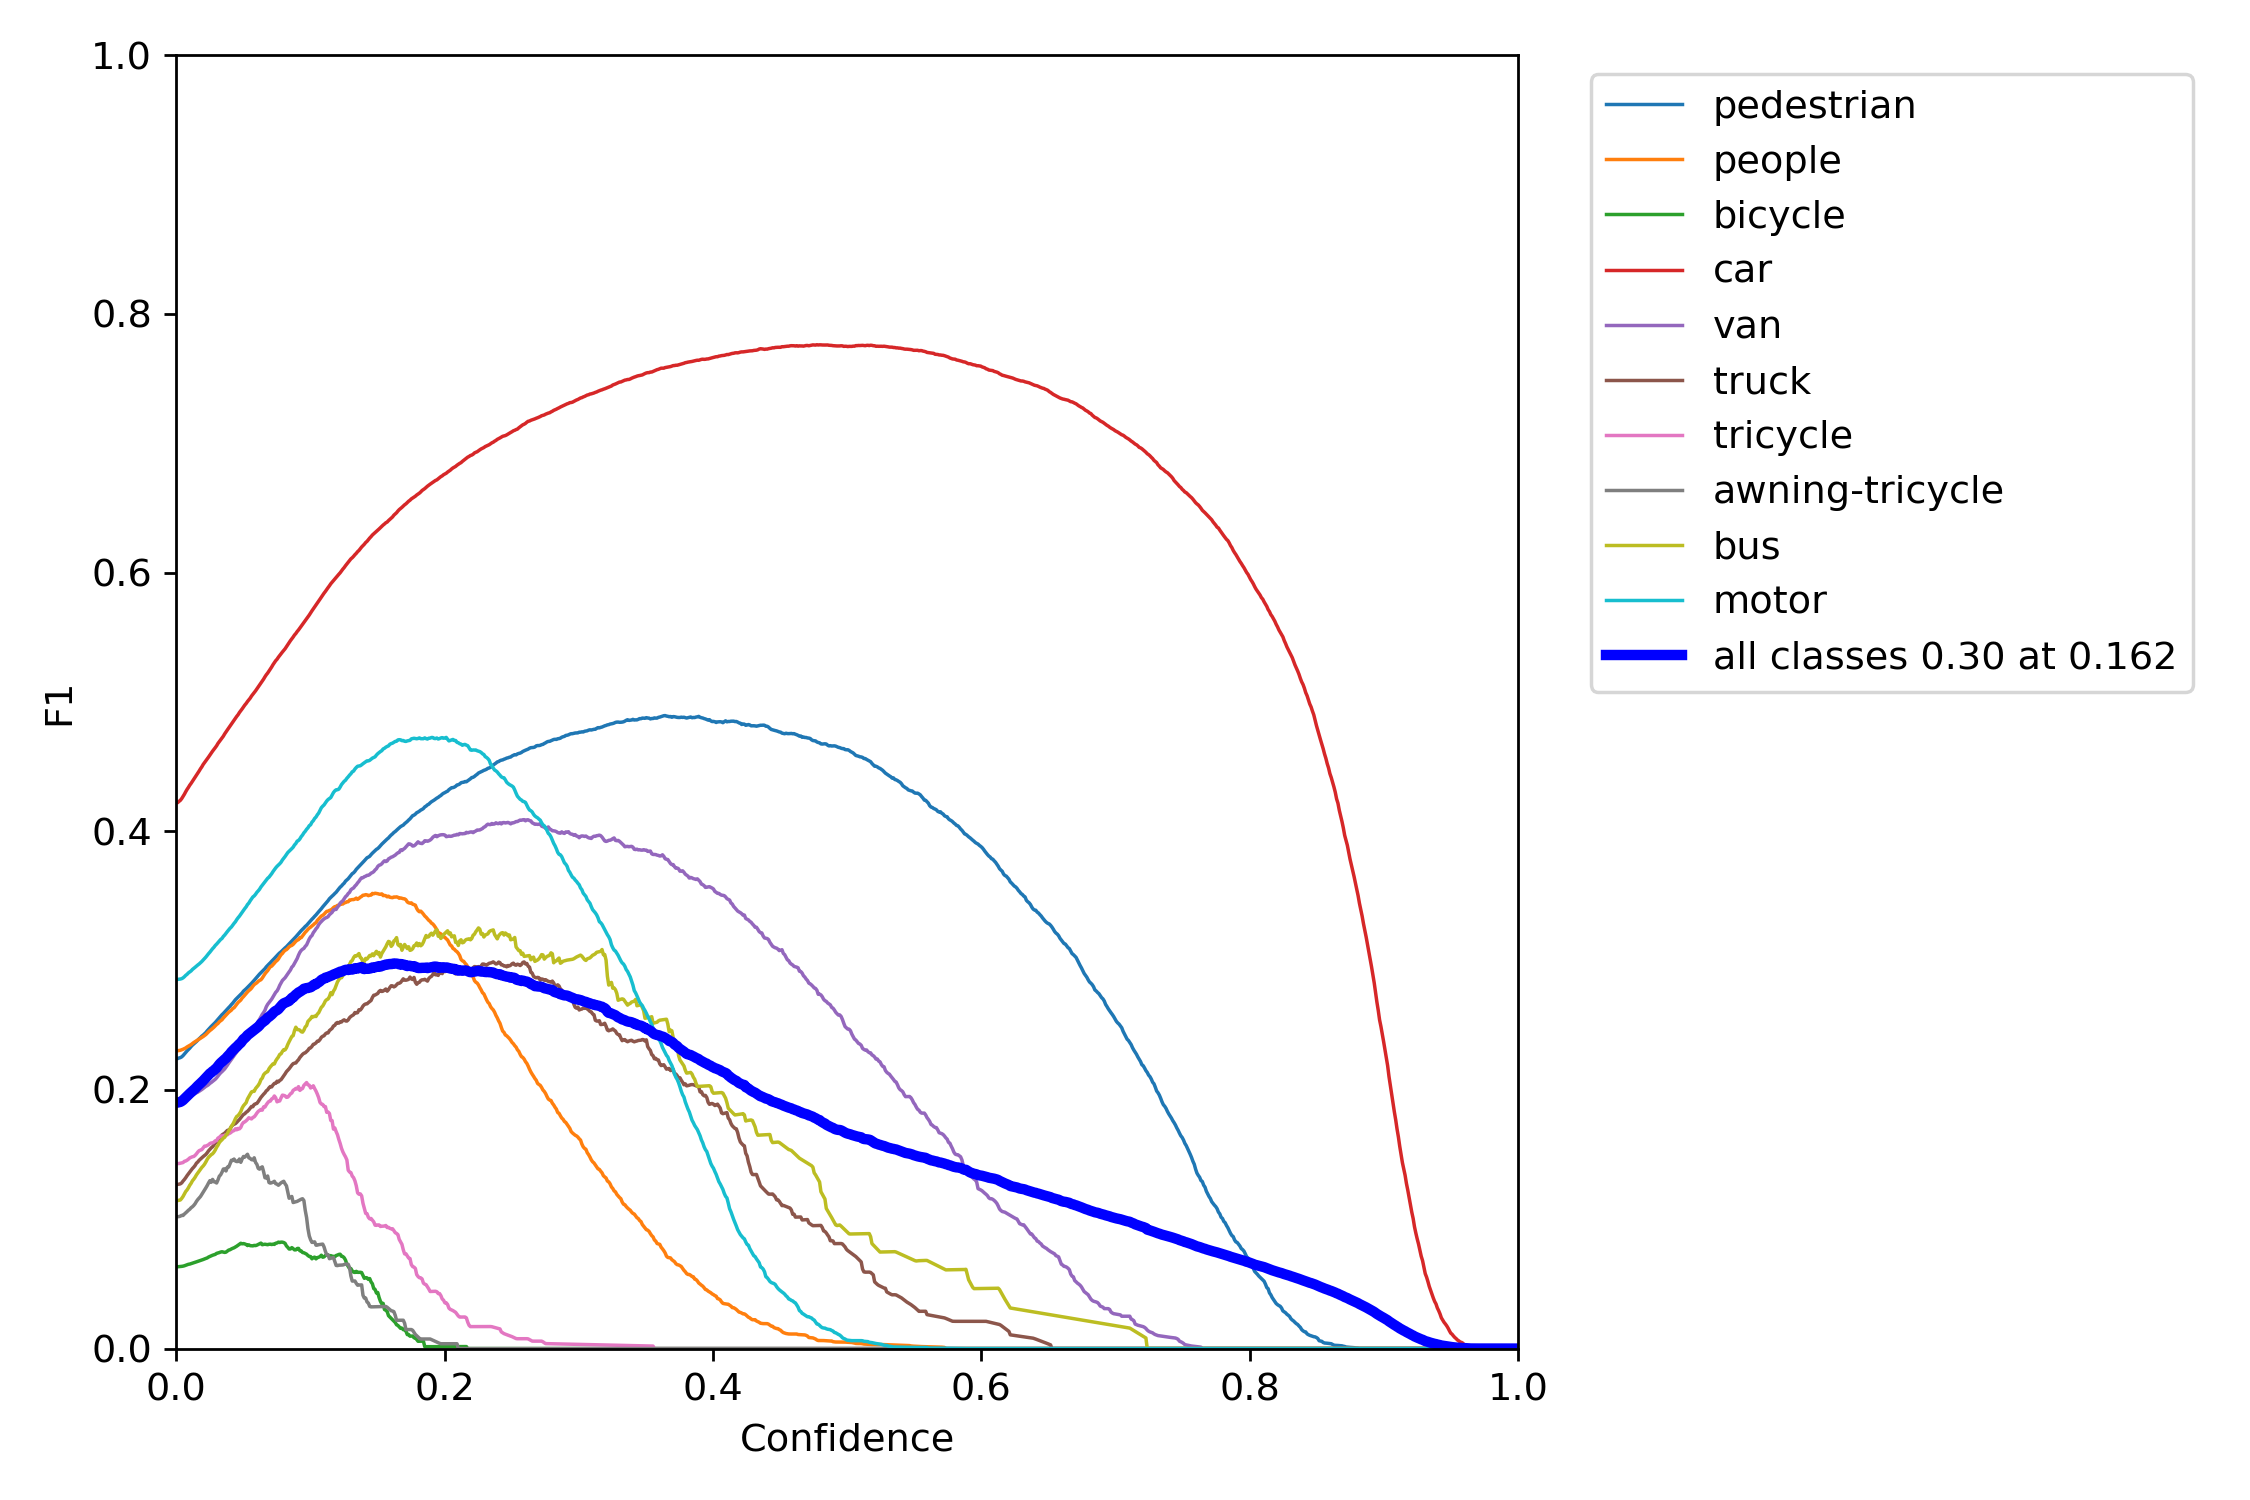 1.0
0.8
0.6
0.4
0.2
0.0
F1
0.0 0.2 0.4 0.6 0.8 1.0
Confidence
pedestrian
people
bicycle
car
van
truck
tricycle
awning-tricycle
bus
motor
all classes 0.30 at 0.162